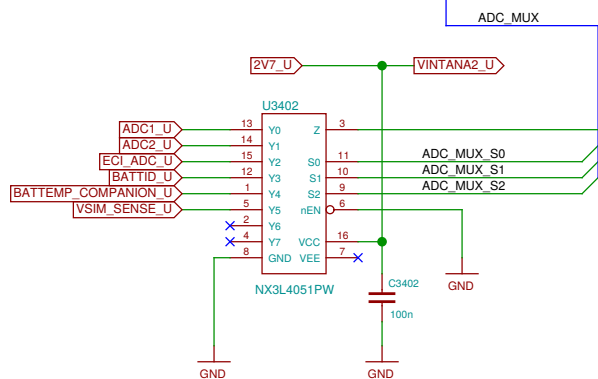 ADC_MUX
2V7_U
VINTANA2_U
U3402
ADC1_U 13 Y0 Z 3
ADC2_U 14 Y1
ECI_ADC_U 15 Y2 S0 11 ADC_MUX_S0
BATTID_U 12 Y3 S1 10 ADC_MUX_S1
BATTEMP_COMPANION_U 1 Y4 S2 9 ADC_MUX_S2
VSIM_SENSE_U 5 Y5 nEN 6
2 Y6
4 Y7 VCC 16
8 GND VEE 7
NX3L4051PW
C3402
100n
GND
GND
GND